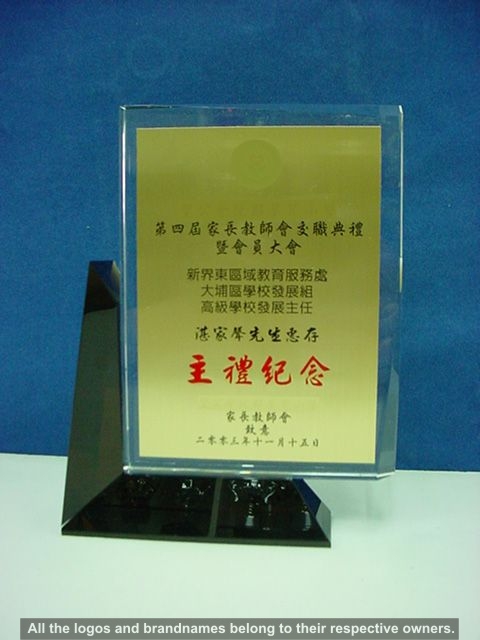 第四屆家長教師會交職典禮
暨會員大會
新界東區域教育服務處
大埔區學校發展組
高級學校發展主任
湛家聲先生惠存
主禮紀念
家長教師會
致意
二零零三年十一月十五日
All the logos and brandnames belong to their respective owners.